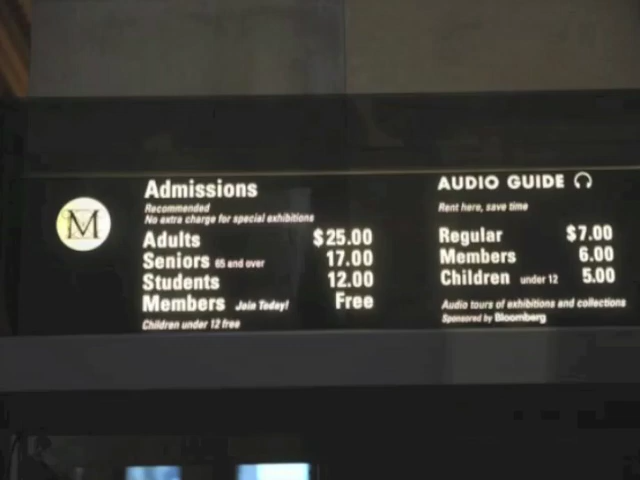 M
Admissions
Recommended
No extra charge for special exhibitions
Adults $25.00
Seniors 65 and over 17.00
Students 12.00
Members Join Today! Free
Children under 12 free
AUDIO GUIDE
Rent here, save time
Regular $7.00
Members 6.00
Children under 12 5.00
Audio tours of exhibitions and collections
Sponsored by Bloomberg